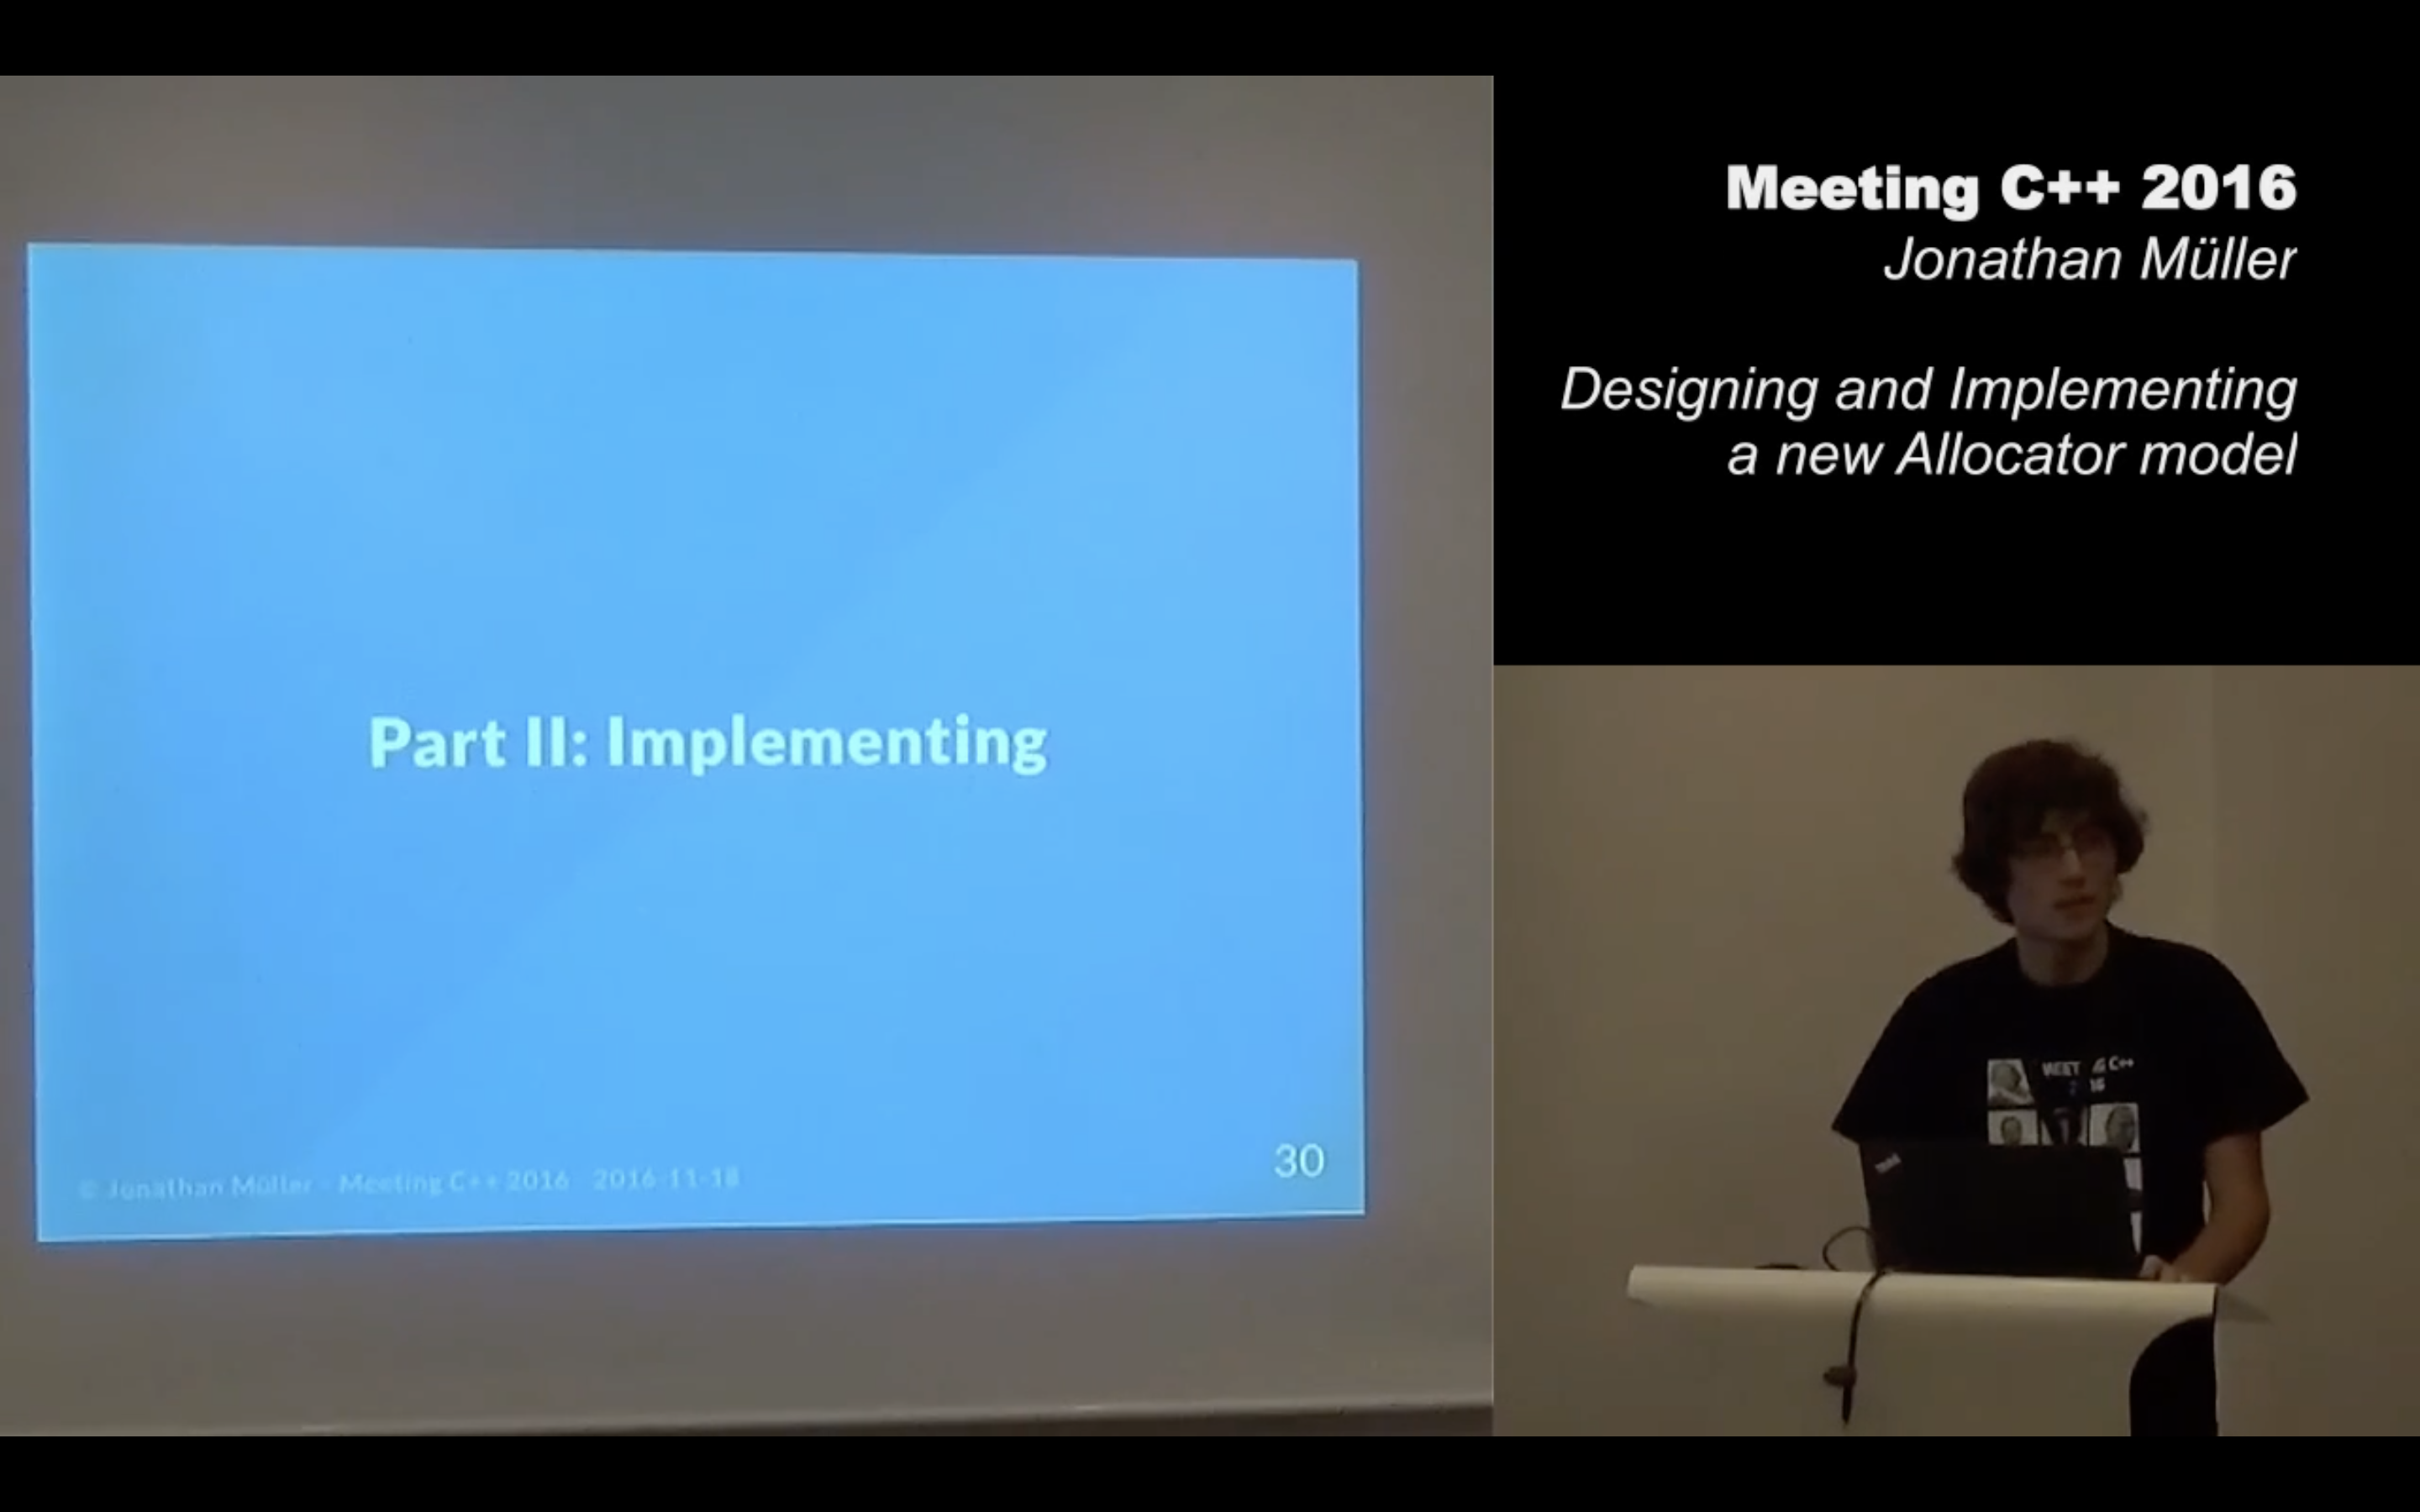 Part II: Implementing
© Jonathan Müller - Meeting C++ 2016 2016-11-18
30
Meeting C++ 2016
Jonathan Müller
Designing and Implementing
a new Allocator model
C++